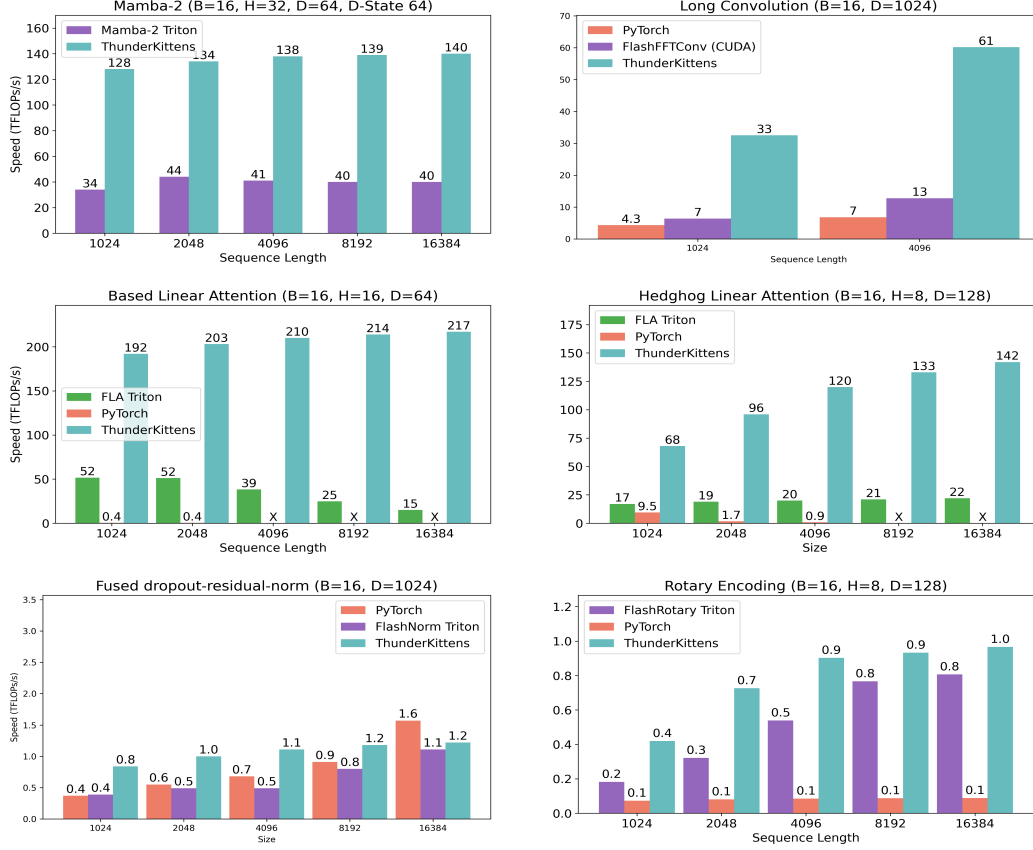 Mamba-2 (B=16, H=32, D=64, D-State 64)
Speed (TFLOPs/s)
160
140
120
100
80
60
40
20
0
Mamba-2 Triton
ThunderKittens
34 128 44 134 41 138 40 139 40 140
1024 2048 4096 8192 16384
Sequence Length
Long Convolution (B=16, D=1024)
70
60
50
40
30
20
10
0
PyTorch
FlashFFTConv (CUDA)
ThunderKittens
4.3 7 33 7 13 61
1024 4096
Sequence Length
Based Linear Attention (B=16, H=16, D=64)
Speed (TFLOPs/s)
200
150
100
50
0
FLA Triton
PyTorch
ThunderKittens
52 0.4 192 52 0.4 203 39 X 210 25 X 214 15 X 217
1024 2048 4096 8192 16384
Sequence Length
Hedghog Linear Attention (B=16, H=8, D=128)
175
150
125
100
75
50
25
0
FLA Triton
PyTorch
ThunderKittens
17 9.5 68 19 1.7 96 20 0.9 120 21 X 133 22 X 142
1024 2048 4096 8192 16384
Size
Fused dropout-residual-norm (B=16, D=1024)
Speed (TFLOPs/s)
3.5
3.0
2.5
2.0
1.5
1.0
0.5
0.0
PyTorch
FlashNorm Triton
ThunderKittens
0.4 0.4 0.8 0.6 0.5 1.0 0.7 0.5 1.1 0.9 0.8 1.2 1.6 1.1 1.2
1024 2048 4096 8192 16384
Size
Rotary Encoding (B=16, H=8, D=128)
1.2
1.0
0.8
0.6
0.4
0.2
0.0
FlashRotary Triton
PyTorch
ThunderKittens
0.2 0.1 0.4 0.3 0.1 0.7 0.5 0.1 0.9 0.8 0.1 0.9 0.8 0.1 1.0
1024 2048 4096 8192 16384
Sequence Length